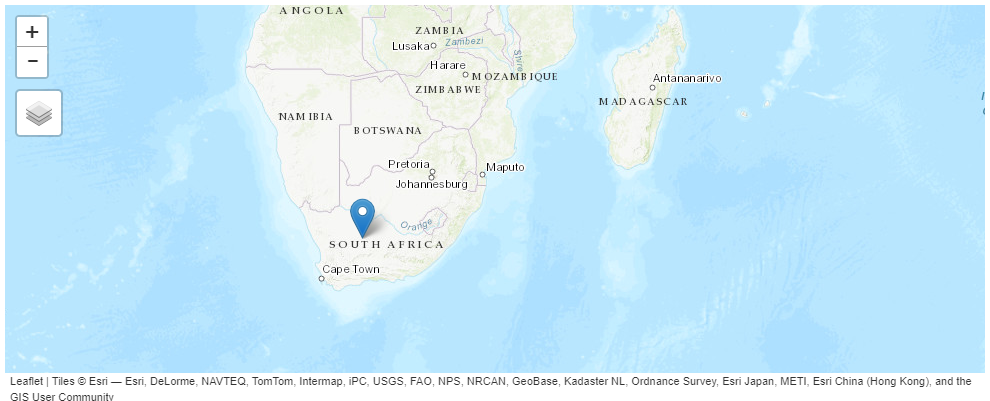 ANGOLA
+
−
ZAMBIA
Lusaka
Zambezi
Shire
Harare
MOZAMBIQUE
ZIMBABWE
Antananarivo
MADAGASCAR
NAMIBIA
BOTSWANA
Pretoria
Maputo
Johannesburg
Orange
SOUTH AFRICA
Cape Town
Leaflet | Tiles © Esri — Esri, DeLorme, NAVTEQ, TomTom, Intermap, iPC, USGS, FAO, NPS, NRCAN, GeoBase, Kadaster NL, Ordnance Survey, Esri Japan, METI, Esri China (Hong Kong), and the
GIS User Community